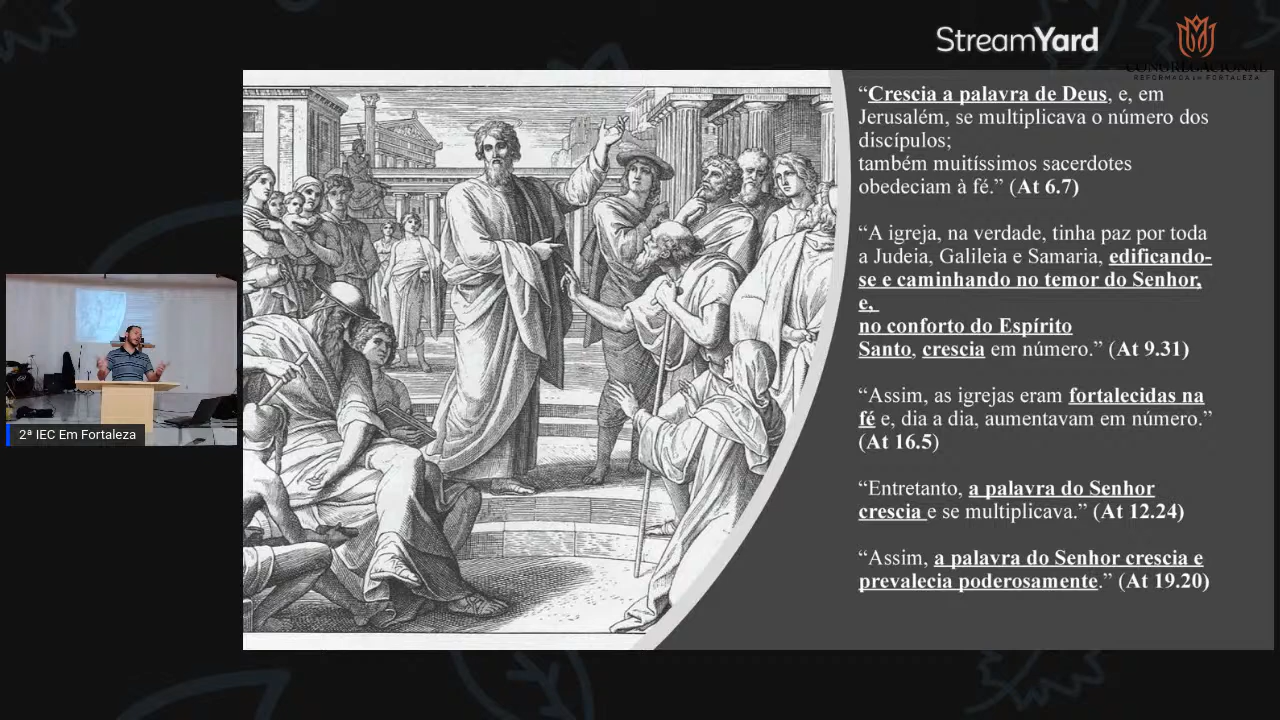 StreamYard
CONGREGACIONAL
REFORMADA EM FORTALEZA
“Crescia a palavra de Deus, e, em
Jerusalém, se multiplicava o número dos
discípulos;
também muitíssimos sacerdotes
obedeciam à fé.” (At 6.7)
“A igreja, na verdade, tinha paz por toda
a Judeia, Galileia e Samaria, edificando-
se e caminhando no temor do Senhor,
e,
no conforto do Espírito
Santo, crescia em número.” (At 9.31)
“Assim, as igrejas eram fortalecidas na
fé e, dia a dia, aumentavam em número.”
(At 16.5)
“Entretanto, a palavra do Senhor
crescia e se multiplicava.” (At 12.24)
“Assim, a palavra do Senhor crescia e
prevalecia poderosamente.” (At 19.20)
2ª IEC Em Fortaleza